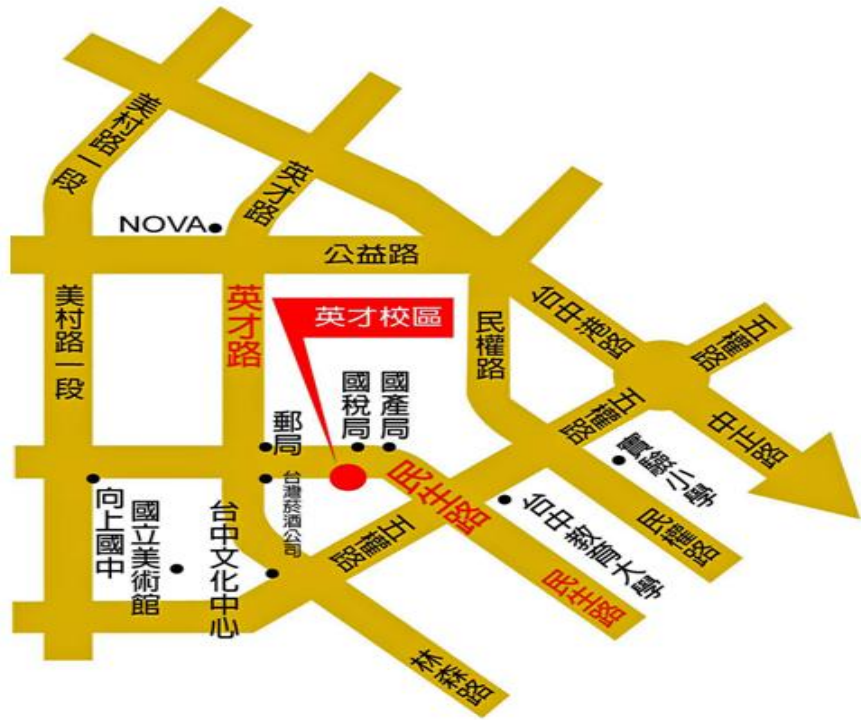 美村路一段
英才路
NOVA
公益路
美村路一段
英才路
英才校區
民權路
台中港路
五權路
五權路
中正路
郵局
國稅局
國產局
實驗小學
民生路
向上國中
國立美術館
台中文化中心
台灣菸酒公司
五權路
台中教育大學
民權路
民生路
林森路